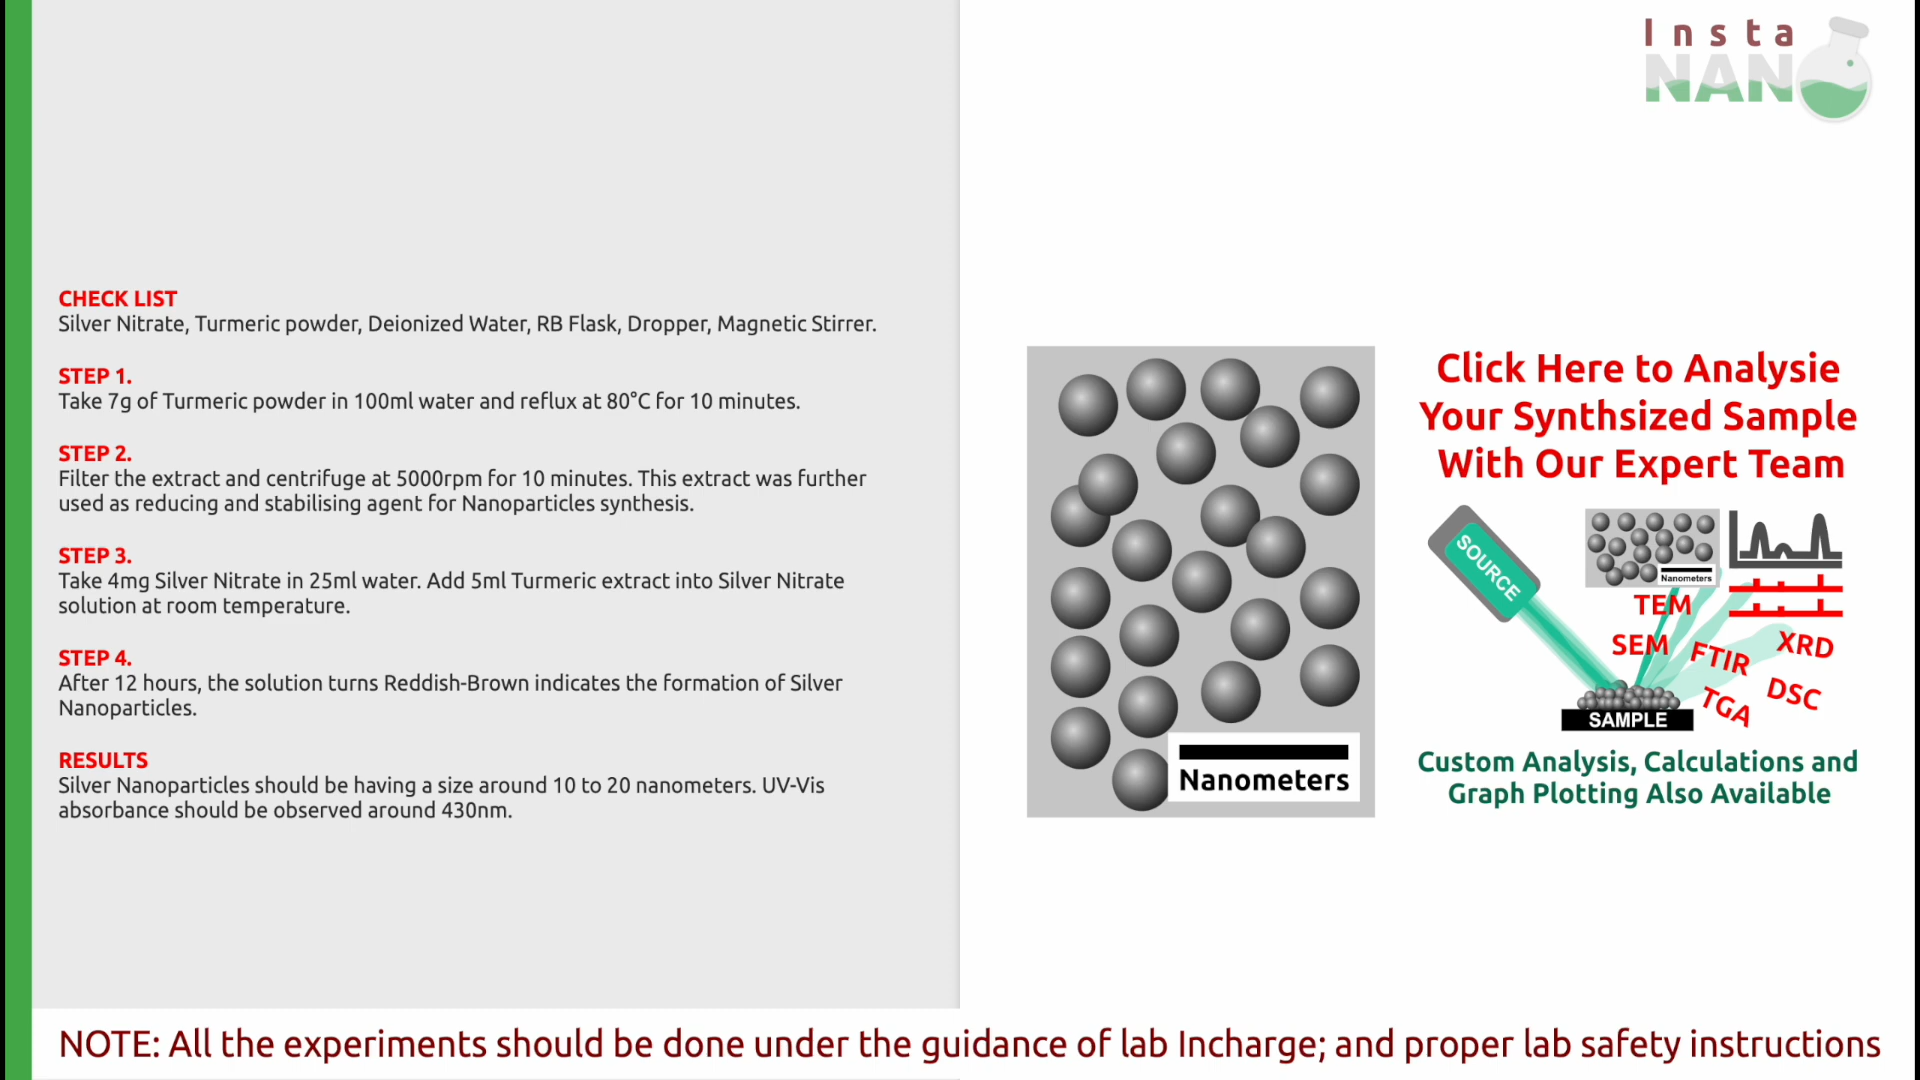 Insta
NANO
CHECK LIST
Silver Nitrate, Turmeric powder, Deionized Water, RB Flask, Dropper, Magnetic Stirrer.
STEP 1.
Take 7g of Turmeric powder in 100ml water and reflux at 80°C for 10 minutes.
STEP 2.
Filter the extract and centrifuge at 5000rpm for 10 minutes. This extract was further
used as reducing and stabilising agent for Nanoparticles synthesis.
STEP 3.
Take 4mg Silver Nitrate in 25ml water. Add 5ml Turmeric extract into Silver Nitrate
solution at room temperature.
STEP 4.
After 12 hours, the solution turns Reddish-Brown indicates the formation of Silver
Nanoparticles.
RESULTS
Silver Nanoparticles should be having a size around 10 to 20 nanometers. UV-Vis
absorbance should be observed around 430nm.
Nanometers
Click Here to Analysie
Your Synthsized Sample
With Our Expert Team
SOURCE
Nanometers
TEM
SEM
FTIR
XRD
TGA
DSC
SAMPLE
Custom Analysis, Calculations and
Graph Plotting Also Available
NOTE: All the experiments should be done under the guidance of lab Incharge; and proper lab safety instructions